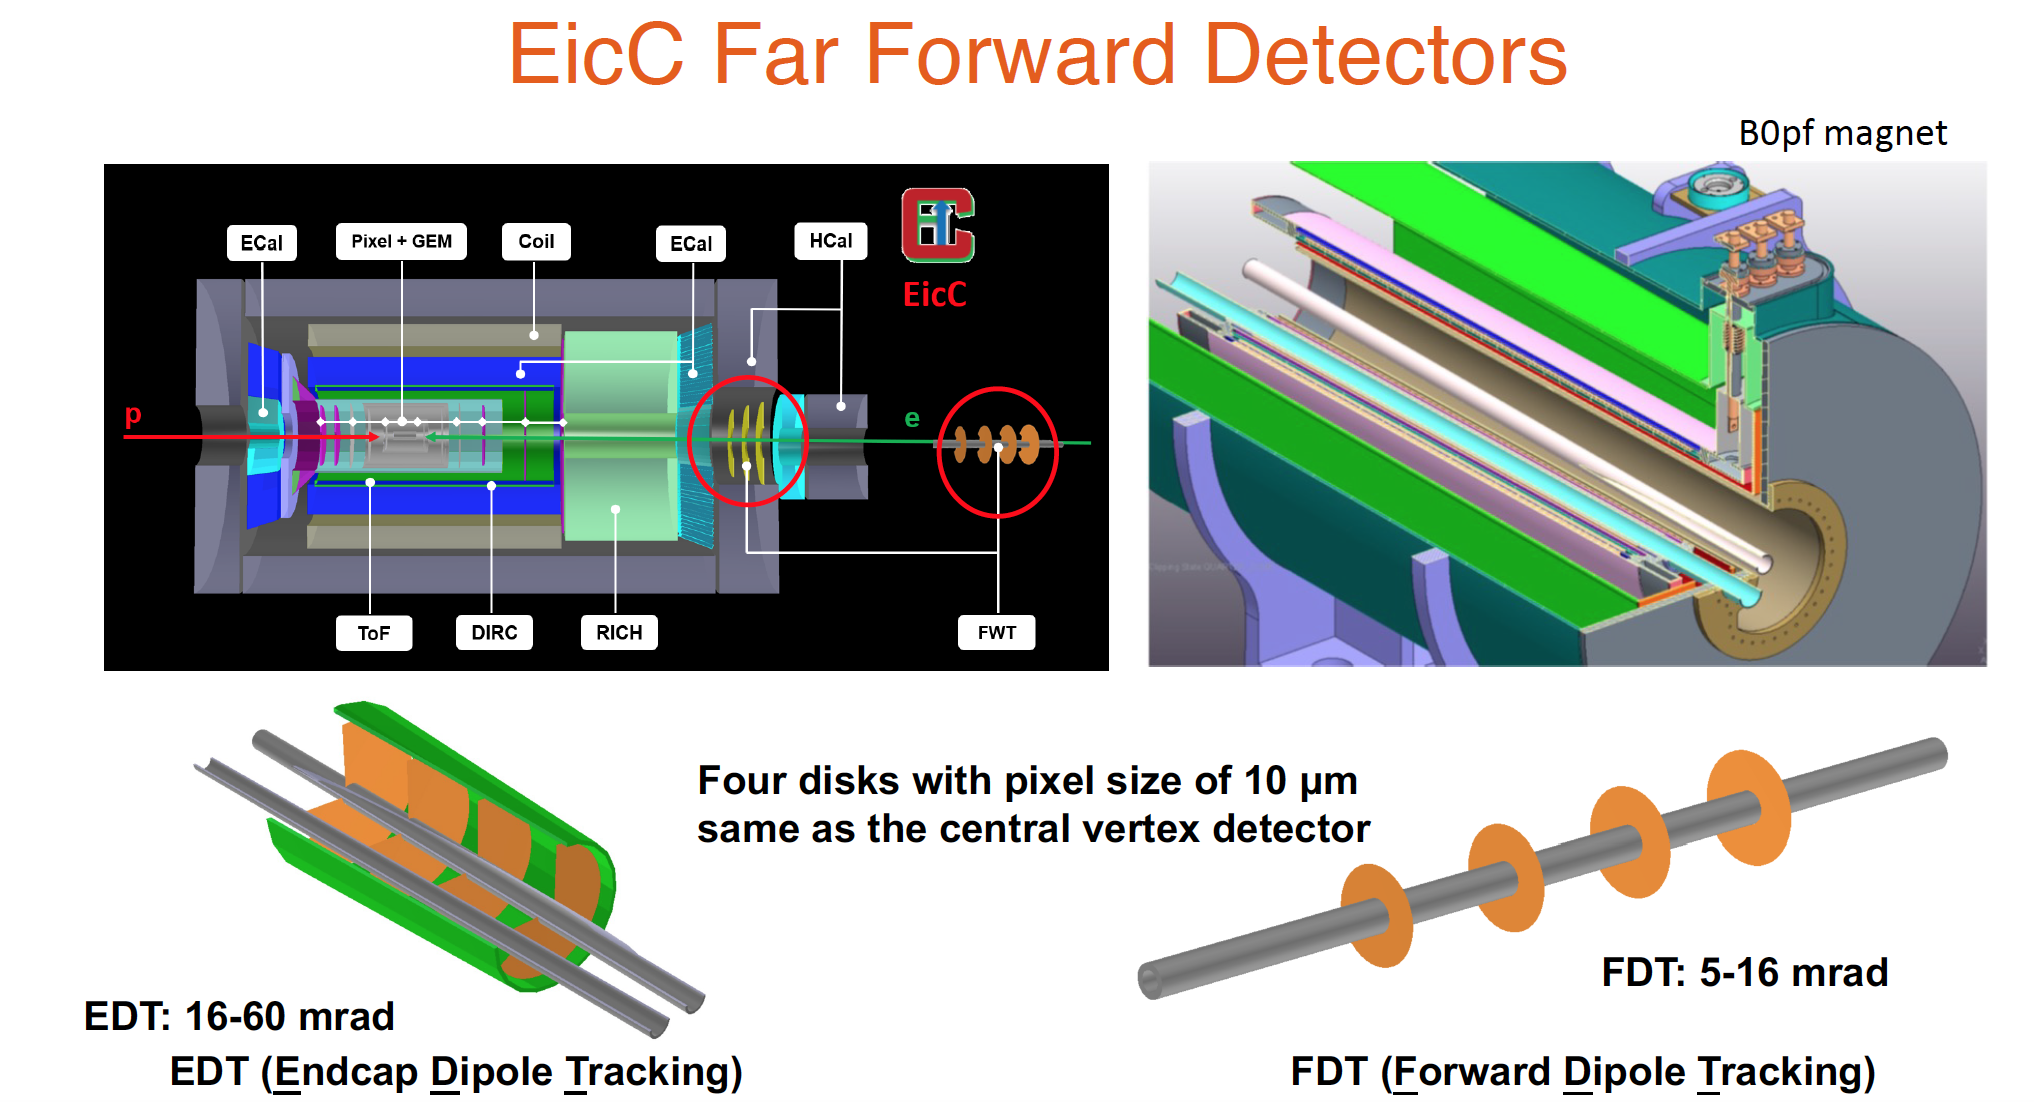 EicC Far Forward Detectors
B0pf magnet
ECal
Pixel + GEM
Coil
ECal
HCal
EicC
p
e
ToF
DIRC
RICH
FWT
Four disks with pixel size of 10 µm
same as the central vertex detector
EDT: 16-60 mrad
EDT (Endcap Dipole Tracking)
FDT: 5-16 mrad
FDT (Forward Dipole Tracking)